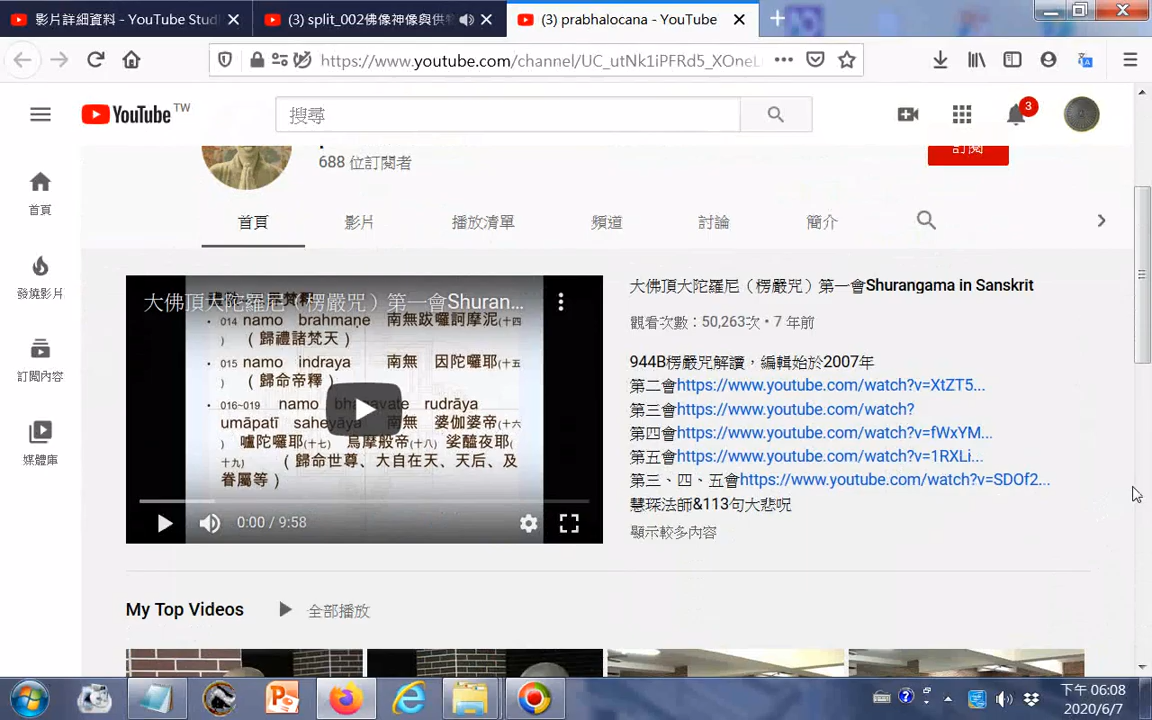 影片詳細資料 - YouTube Stud
(3) split_002佛像神像與供
(3) prabhalocana - YouTube
https://www.youtube.com/channel/UC_utNk1iPFRd5_XOneL
YouTube TW
搜尋
3
688 位訂閱者
訂閱
首頁
影片
播放清單
頻道
討論
簡介
首頁
發燒影片
訂閱內容
媒體庫
大佛頂大陀羅尼（楞嚴咒）第一會Shuran...
• 014 namo brahmaṇe 南無跋囉訶摩泥(十四
) （歸禮諸梵天）
• 015 namo indraya 南無 因陀囉耶(十五
) （歸命帝釋）
• 016~019 namo bhagavate rudrāya
umāpatī saheyāya 南無 婆伽婆帝(十六
) 嚧陀囉耶(十七) 烏摩般帝(十八) 娑醯夜耶(
十九) （歸命世尊、大自在天、天后、及
眷屬等）
0:00 / 9:58
大佛頂大陀羅尼（楞嚴咒）第一會Shurangama in Sanskrit
觀看次數：50,263次 • 7 年前
944B楞嚴咒解讀，編輯始於2007年
第二會https://www.youtube.com/watch?v=XtZT5...
第三會https://www.youtube.com/watch?
第四會https://www.youtube.com/watch?v=fWxYM...
第五會https://www.youtube.com/watch?v=1RXLi...
第三、四、五會https://www.youtube.com/watch?v=SDOf2...
慧琛法師&113句大悲呪
顯示較多內容
My Top Videos
全部播放
下午 06:08
2020/6/7